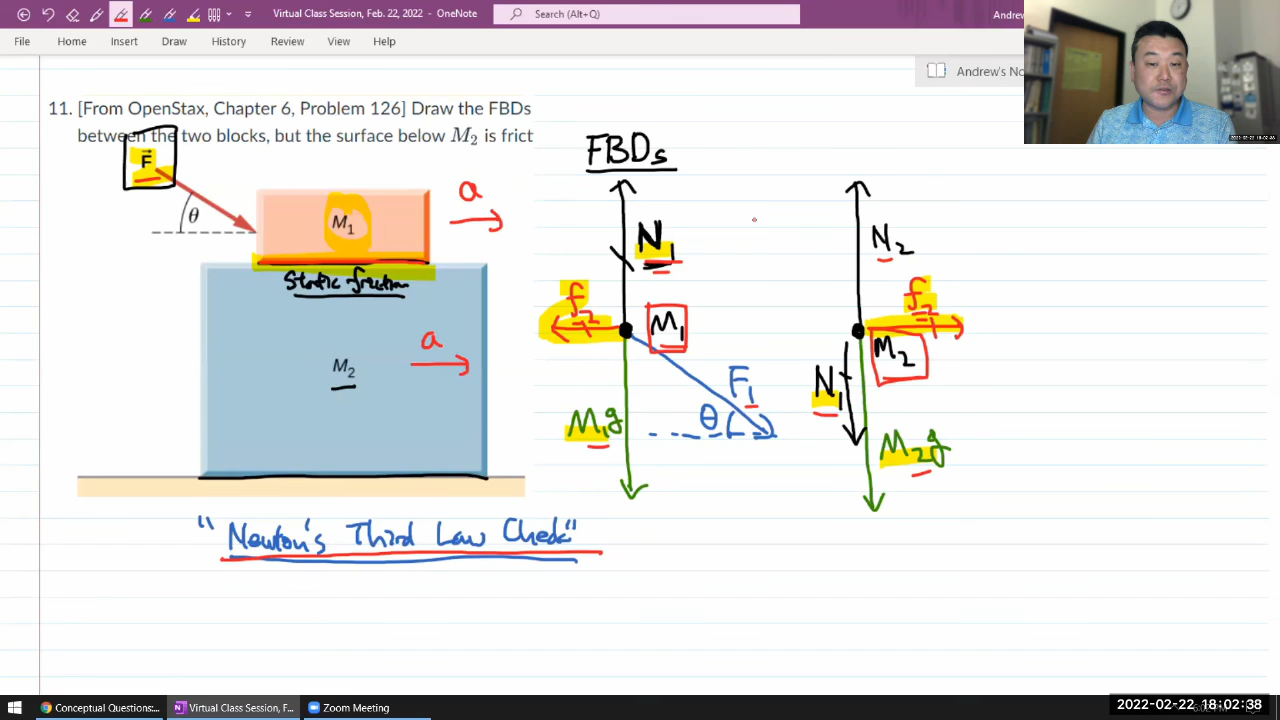 Virtual Class Session, Feb. 22, 2022 - OneNote
Search (Alt+Q)
Andrew
File Home Insert Draw History Review View Help
Andrew's No
11. [From OpenStax, Chapter 6, Problem 126] Draw the FBDs
between the two blocks, but the surface below M₂ is frict
F⃗
θ
M₁
a
Static friction
M₂
a
FBDs
N₁
f₂
M₁
F₁
θ
M₁g
N₂
f₂
M₂
N₁
M₂g
"Newton's Third Law Check"
Conceptual Questions:...
Virtual Class Session, F...
Zoom Meeting
2022-02-22 18:02:38